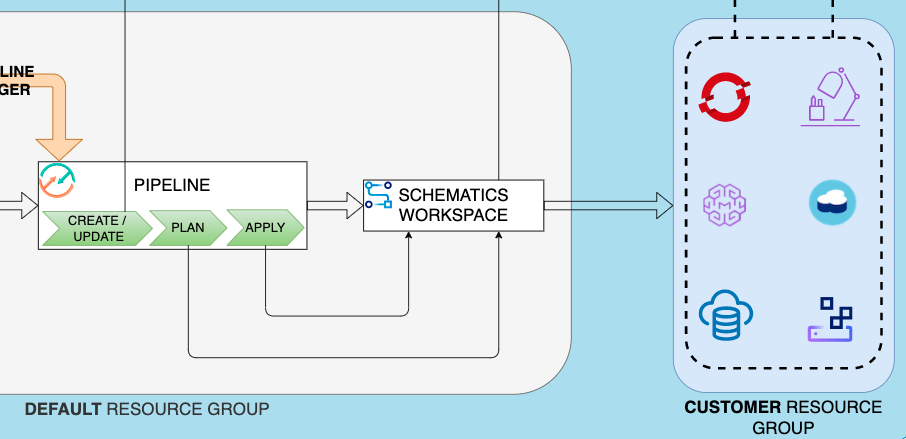 LINE
GER
PIPELINE
CREATE /
UPDATE
PLAN
APPLY
SCHEMATICS
WORKSPACE
DEFAULT RESOURCE GROUP
CUSTOMER RESOURCE
GROUP